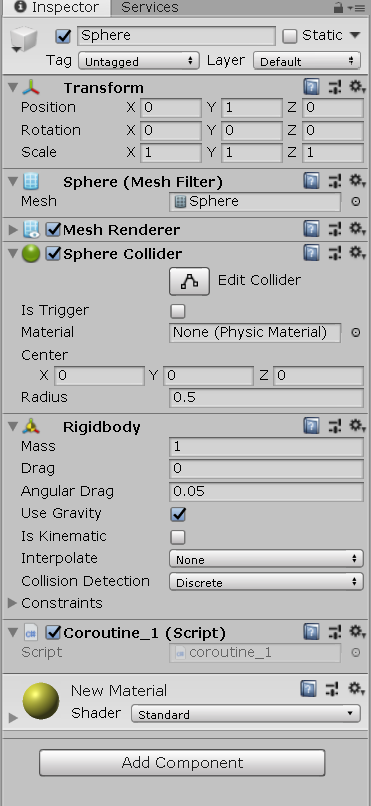 Inspector Services
Sphere Static
Tag Untagged Layer Default
Transform
Position X 0 Y 1 Z 0
Rotation X 0 Y 0 Z 0
Scale X 1 Y 1 Z 1
Sphere (Mesh Filter)
Mesh Sphere
Mesh Renderer
Sphere Collider
Edit Collider
Is Trigger
Material None (Physic Material)
Center
X 0 Y 0 Z 0
Radius 0.5
Rigidbody
Mass 1
Drag 0
Angular Drag 0.05
Use Gravity
Is Kinematic
Interpolate None
Collision Detection Discrete
Constraints
Coroutine_1 (Script)
Script coroutine_1
New Material
Shader Standard
Add Component